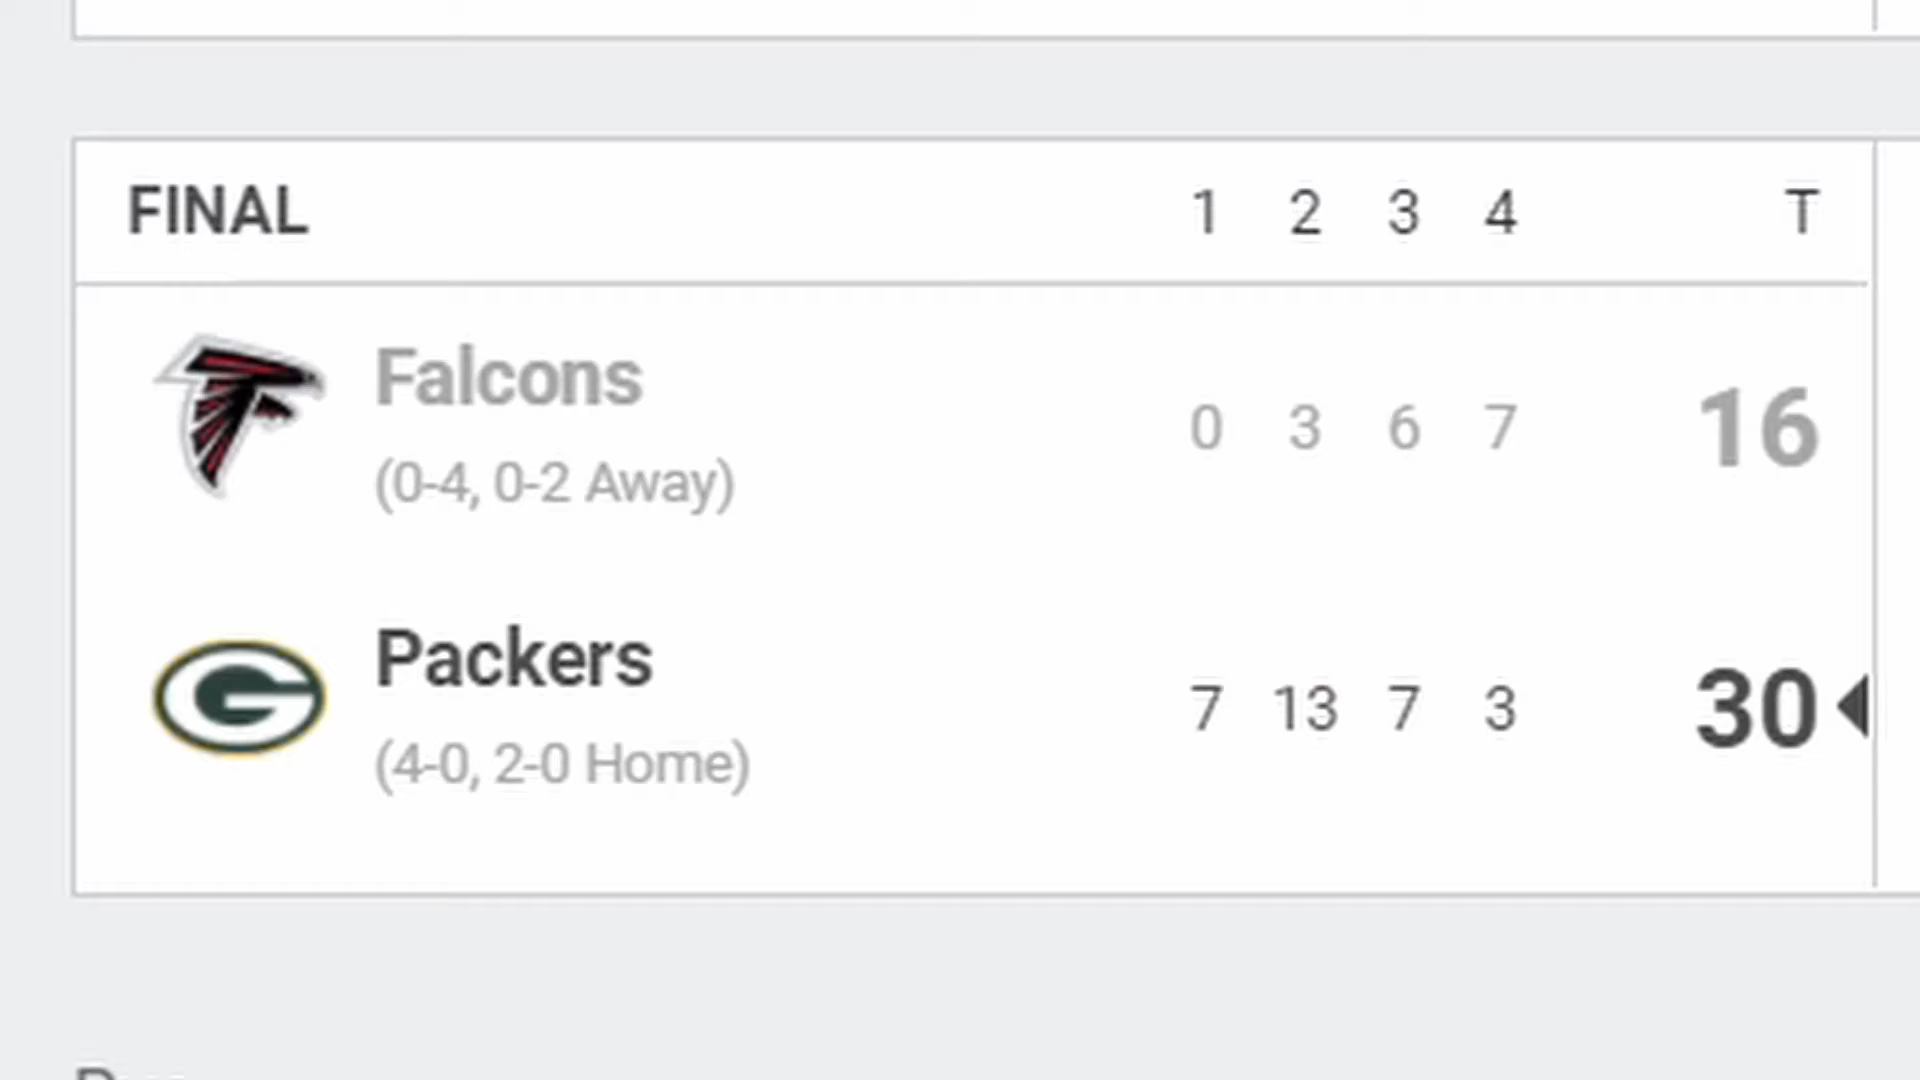 FINAL 1 2 3 4 T
Falcons
(0-4, 0-2 Away)
0 3 6 7 16
Packers
(4-0, 2-0 Home)
7 13 7 3 30